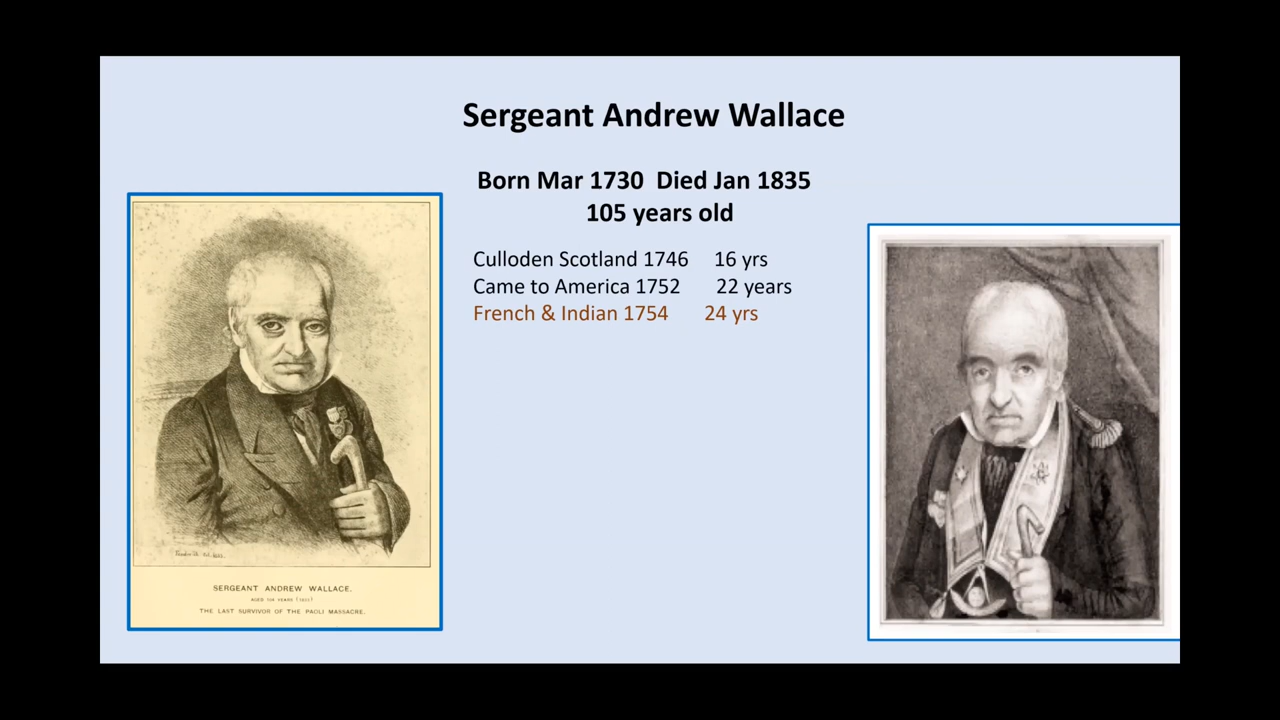 Sergeant Andrew Wallace
Born Mar 1730 Died Jan 1835
105 years old
Culloden Scotland 1746 16 yrs
Came to America 1752 22 years
French & Indian 1754 24 yrs
SERGEANT ANDREW WALLACE.
THE LAST SURVIVOR OF THE PAOLI MASSACRE.